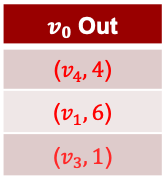 v₀ Out
(v₄, 4)
(v₁, 6)
(v₃, 1)